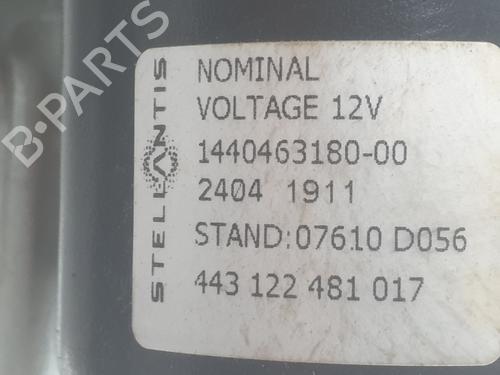 B-PARTS
STELLANTIS
NOMINAL
VOLTAGE 12V
1440463180-00
2404 1911
STAND:07610 D056
443 122 481 017